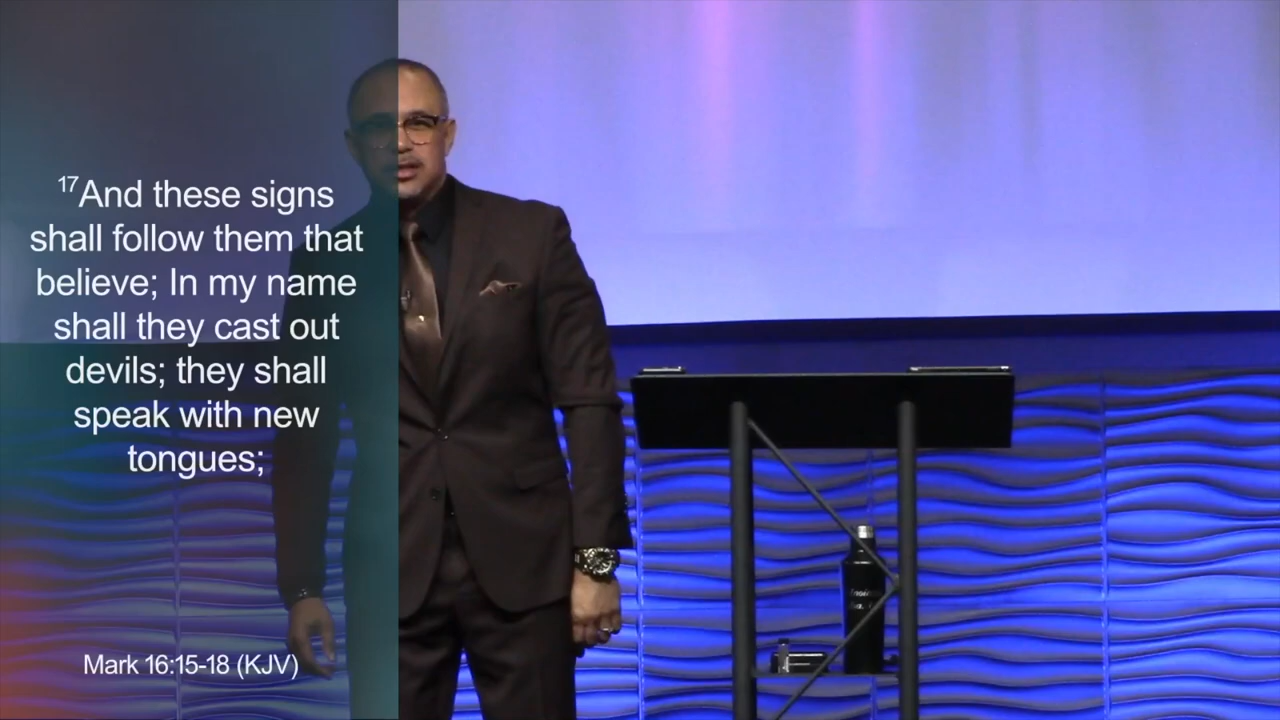 17And these signs
shall follow them that
believe; In my name
shall they cast out
devils; they shall
speak with new
tongues;
Mark 16:15-18 (KJV)